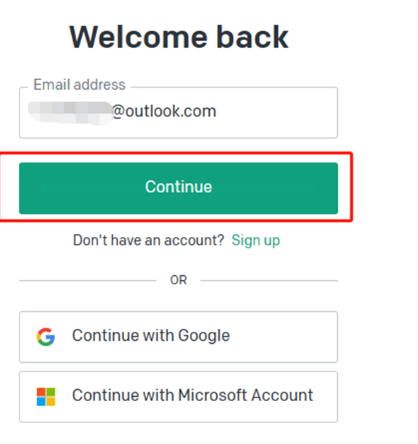 Welcome back
Email address
@outlook.com
Continue
Don't have an account? Sign up
OR
Continue with Google
Continue with Microsoft Account